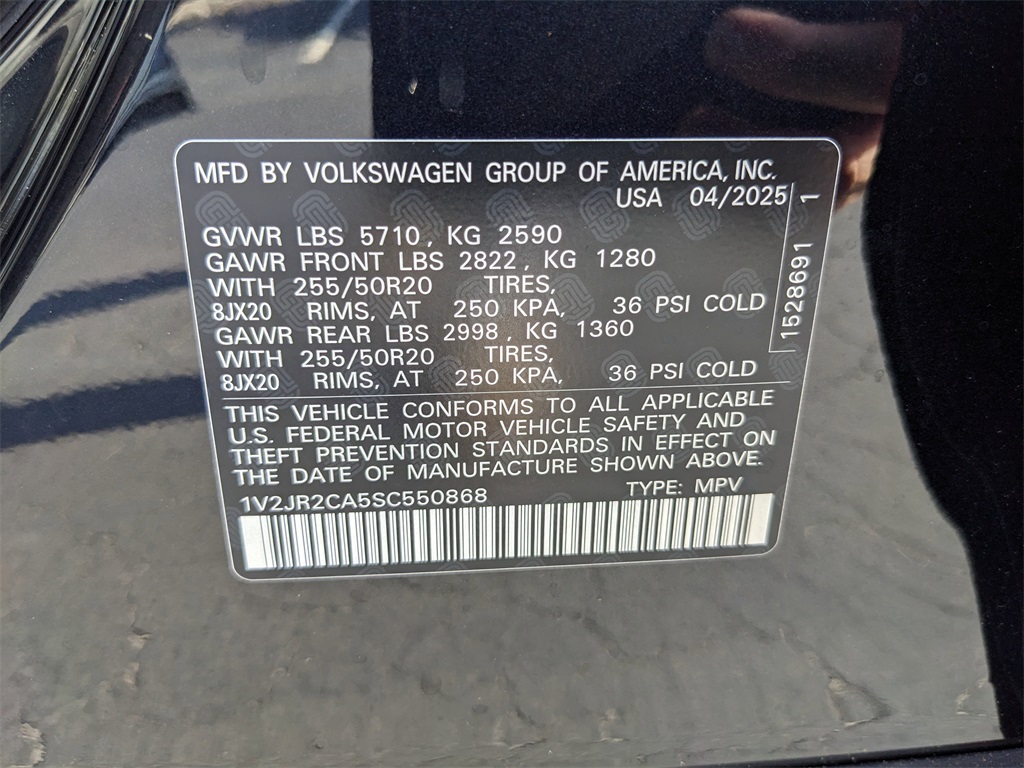 MFD BY VOLKSWAGEN GROUP OF AMERICA, INC.
USA 04/2025
GVWR LBS 5710, KG 2590
GAWR FRONT LBS 2822, KG 1280
WITH 255/50R20 TIRES,
8JX20 RIMS, AT 250 KPA, 36 PSI COLD
GAWR REAR LBS 2998, KG 1360
WITH 255/50R20 TIRES,
8JX20 RIMS, AT 250 KPA, 36 PSI COLD
1528691 1
THIS VEHICLE CONFORMS TO ALL APPLICABLE
U.S. FEDERAL MOTOR VEHICLE SAFETY AND
THEFT PREVENTION STANDARDS IN EFFECT ON
THE DATE OF MANUFACTURE SHOWN ABOVE.
1V2JR2CA5SC550868 TYPE: MPV